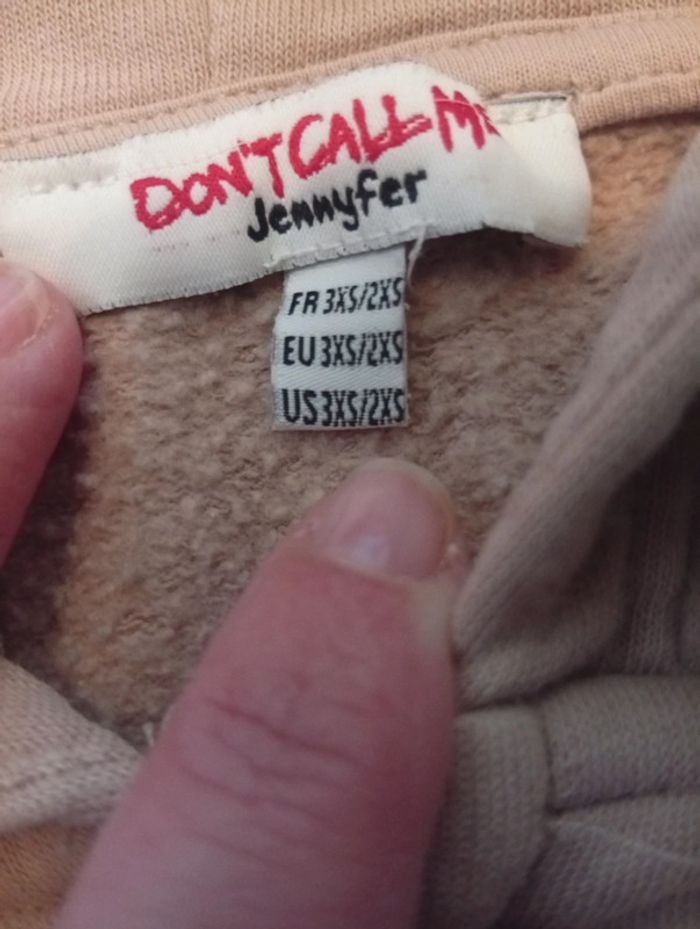 DON'T CALL ME
Jennyfer
FR 3XS/2XS
EU 3XS/2XS
US 3XS/2XS